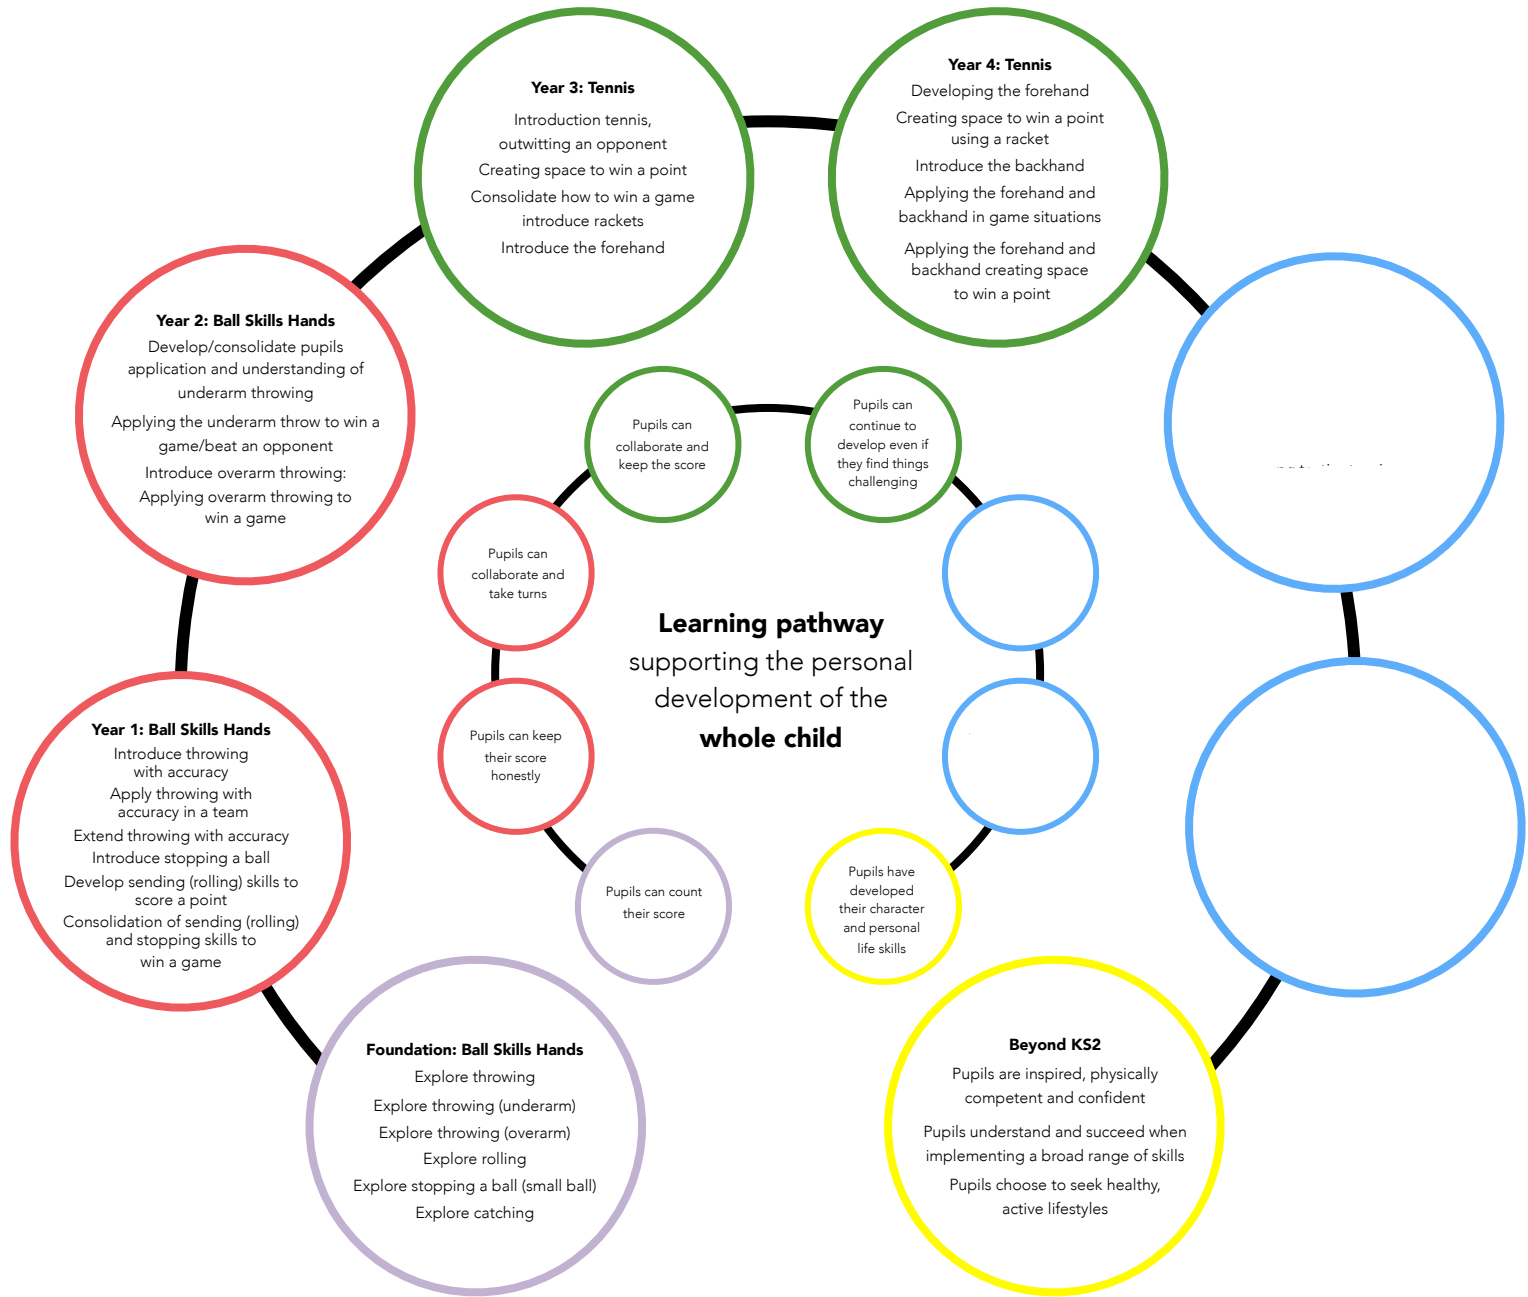 Year 3: Tennis
Introduction tennis,
outwitting an opponent
Creating space to win a point
Consolidate how to win a game
introduce rackets
Introduce the forehand
Year 4: Tennis
Developing the forehand
Creating space to win a point
using a racket
Introduce the backhand
Applying the forehand and
backhand in game situations
Applying the forehand and
backhand creating space
to win a point
Year 2: Ball Skills Hands
Develop/consolidate pupils
application and understanding of
underarm throwing
Applying the underarm throw to win a
game/beat an opponent
Introduce overarm throwing:
Applying overarm throwing to
win a game
Pupils can
collaborate and
keep the score
Pupils can
continue to
develop even if
they find things
challenging
Pupils can
collaborate and
take turns
Learning pathway
supporting the personal
development of the
whole child
Year 1: Ball Skills Hands
Introduce throwing
with accuracy
Apply throwing with
accuracy in a team
Extend throwing with accuracy
Introduce stopping a ball
Develop sending (rolling) skills to
score a point
Consolidation of sending (rolling)
and stopping skills to
win a game
Pupils can keep
their score
honestly
Pupils can count
their score
Pupils have
developed
their character
and personal
life skills
Foundation: Ball Skills Hands
Explore throwing
Explore throwing (underarm)
Explore throwing (overarm)
Explore rolling
Explore stopping a ball (small ball)
Explore catching
Beyond KS2
Pupils are inspired, physically
competent and confident
Pupils understand and succeed when
implementing a broad range of skills
Pupils choose to seek healthy,
active lifestyles